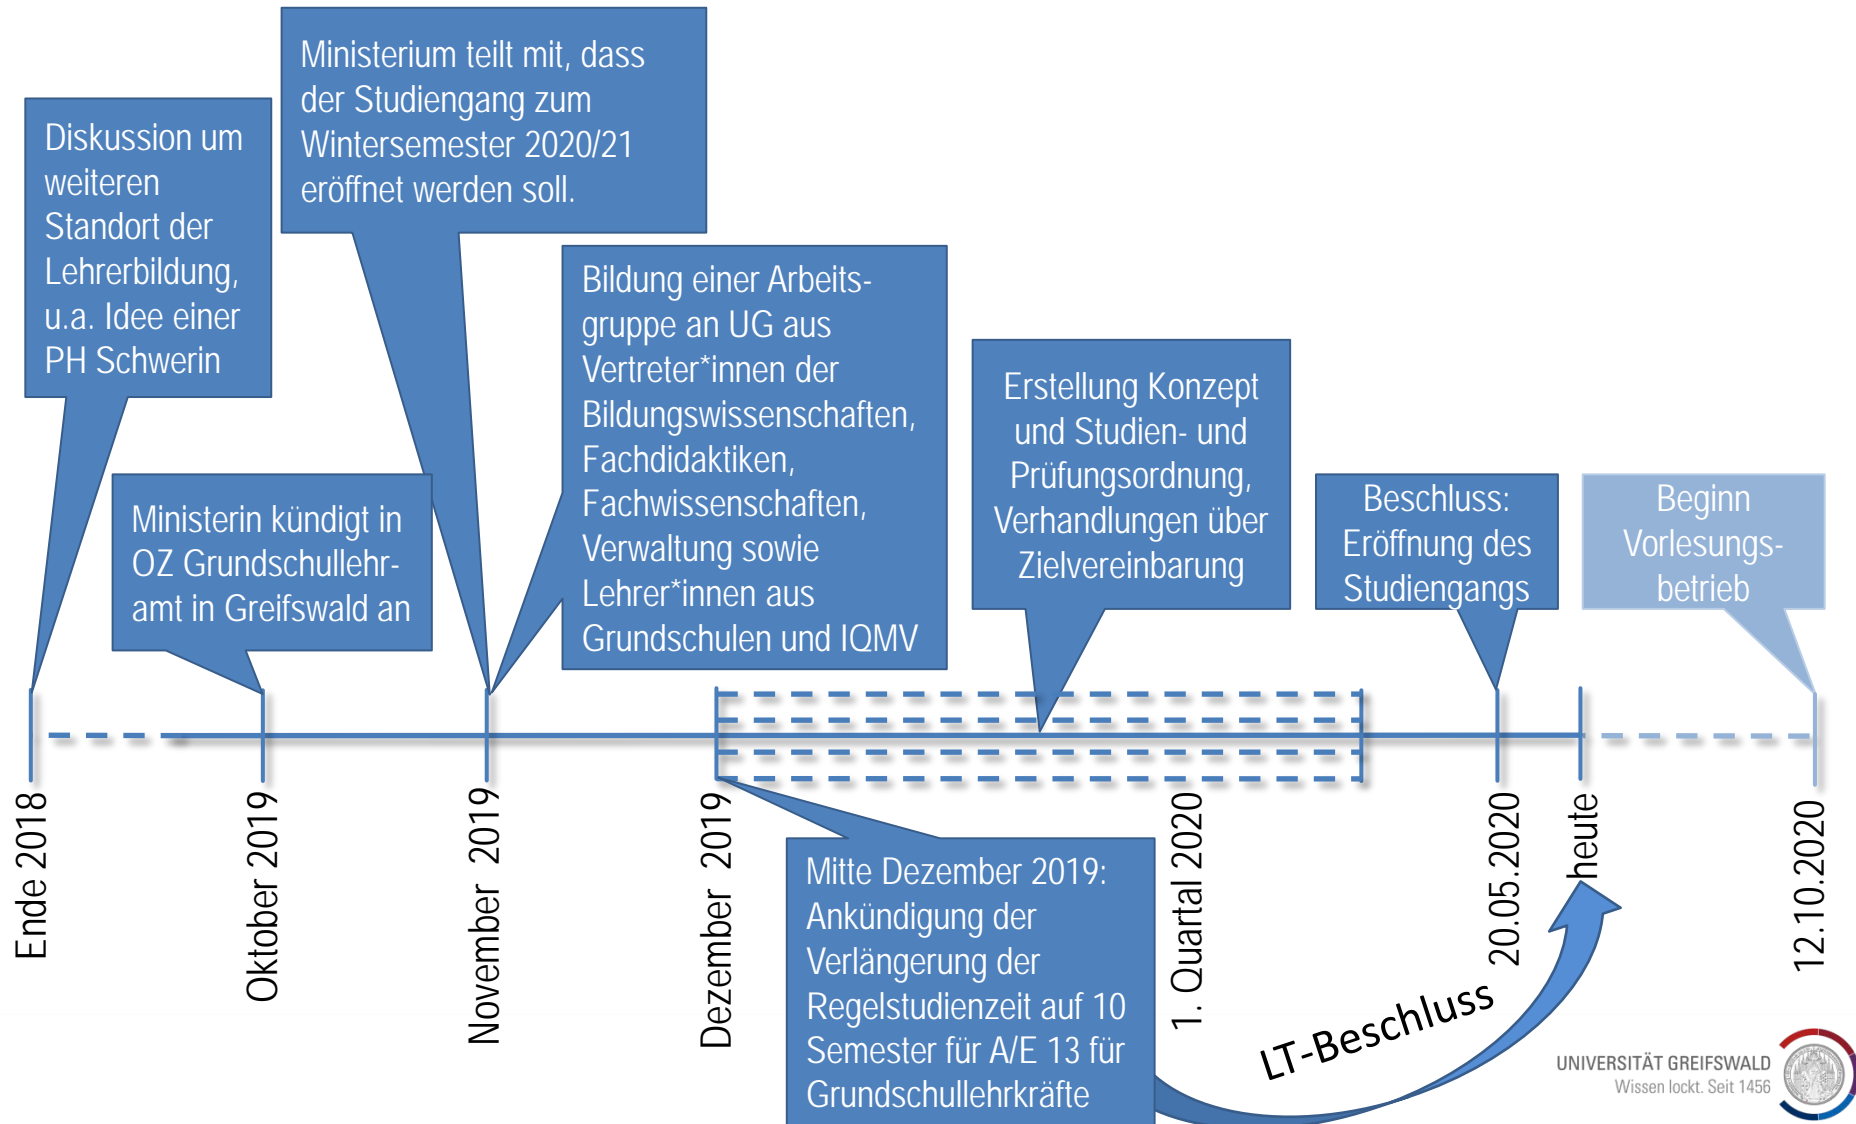 Ministerium teilt mit, dass
der Studiengang zum
Wintersemester 2020/21
eröffnet werden soll.
Diskussion um
weiteren
Standort der
Lehrerbildung,
u.a. Idee einer
PH Schwerin
Bildung einer Arbeits-
gruppe an UG aus
Vertreter*innen der
Bildungswissenschaften,
Fachdidaktiken,
Fachwissenschaften,
Verwaltung sowie
Lehrer*innen aus
Grundschulen und IQMV
Erstellung Konzept
und Studien- und
Prüfungsordnung,
Verhandlungen über
Zielvereinbarung
Ministerin kündigt in
OZ Grundschullehr-
amt in Greifswald an
Beschluss:
Eröffnung des
Studiengangs
Beginn
Vorlesungs-
betrieb
Ende 2018
Oktober 2019
November 2019
Dezember 2019
1. Quartal 2020
20.05.2020
heute
12.10.2020
Mitte Dezember 2019:
Ankündigung der
Verlängerung der
Regelstudienzeit auf 10
Semester für A/E 13 für
Grundschullehrkräfte
LT-Beschluss
UNIVERSITÄT GREIFSWALD
Wissen lockt. Seit 1456